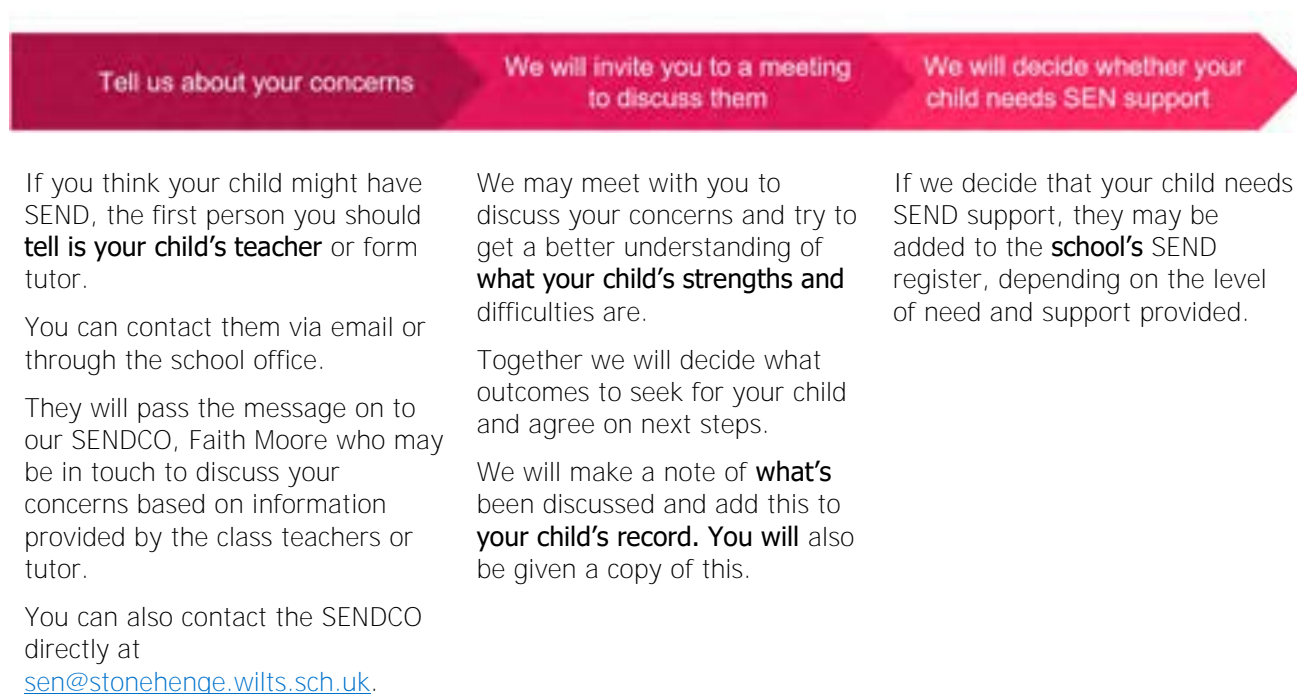 Tell us about your concerns
We will invite you to a meeting
to discuss them
We will decide whether your
child needs SEN support
If you think your child might have
SEND, the first person you should
tell is your child’s teacher or form
tutor.
You can contact them via email or
through the school office.
They will pass the message on to
our SENDCO, Faith Moore who may
be in touch to discuss your
concerns based on information
provided by the class teachers or
tutor.
You can also contact the SENDCO
directly at
sen@stonehenge.wilts.sch.uk.
We may meet with you to
discuss your concerns and try to
get a better understanding of
what your child’s strengths and
difficulties are.
Together we will decide what
outcomes to seek for your child
and agree on next steps.
We will make a note of what’s
been discussed and add this to
your child’s record. You will also
be given a copy of this.
If we decide that your child needs
SEND support, they may be
added to the school’s SEND
register, depending on the level
of need and support provided.